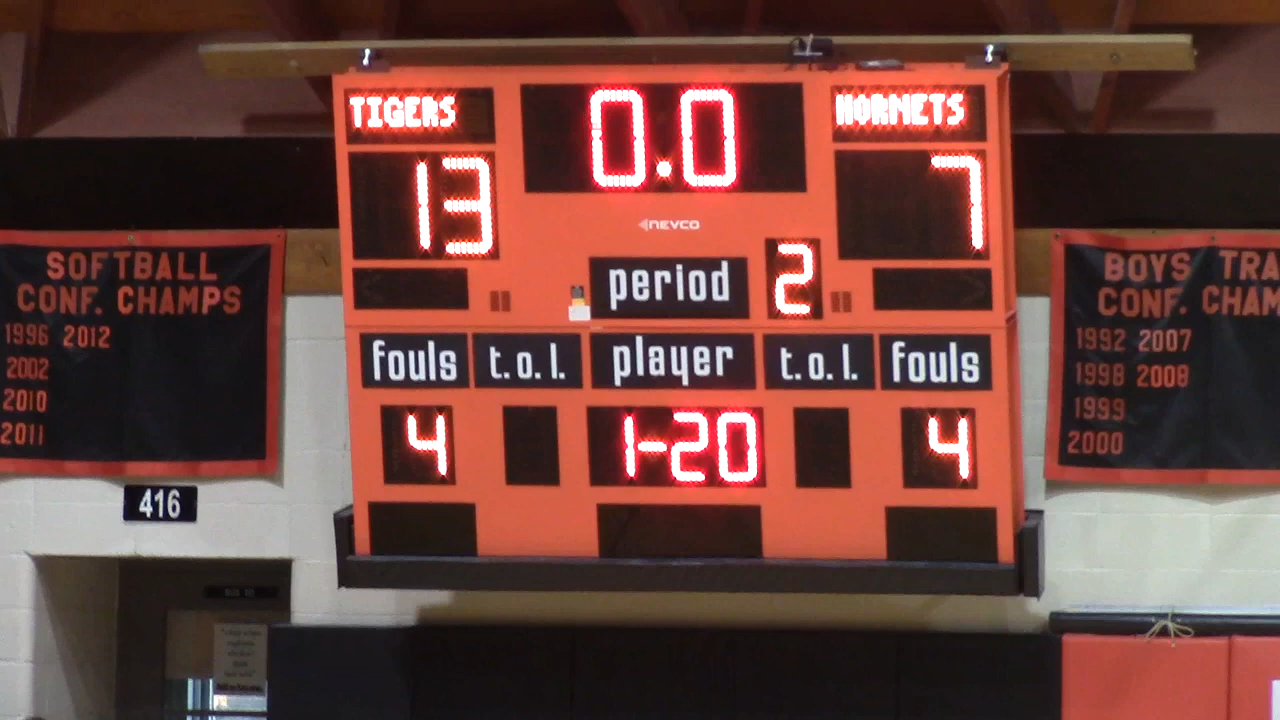 TIGERS
0.0
HORNETS
13
7
NEVCO
period
2
fouls
t.o.l.
player
t.o.l.
fouls
4
1-20
4
SOFTBALL
CONF. CHAMPS
1996 2012
2002
2010
2011
416
BOYS TRA
CONF. CHAM
1992 2007
1998 2008
1999
2000